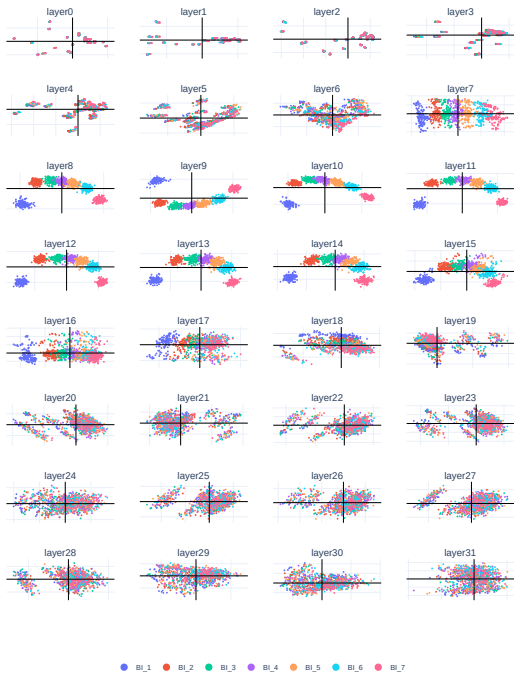 layer0 layer1 layer2 layer3
layer4 layer5 layer6 layer7
layer8 layer9 layer10 layer11
layer12 layer13 layer14 layer15
layer16 layer17 layer18 layer19
layer20 layer21 layer22 layer23
layer24 layer25 layer26 layer27
layer28 layer29 layer30 layer31
BI_1 BI_2 BI_3 BI_4 BI_5 BI_6 BI_7